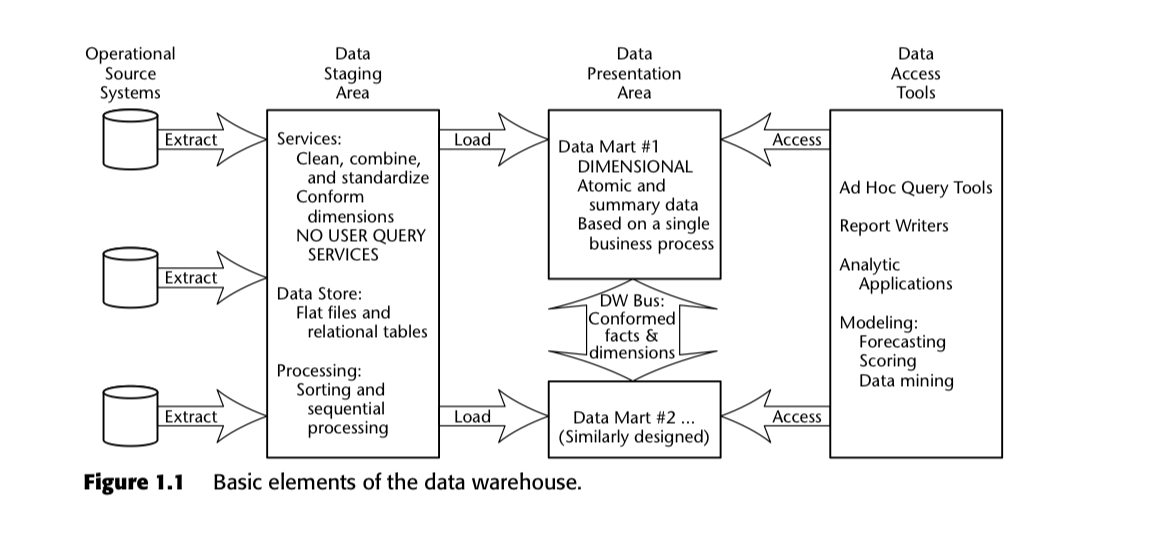 Operational
Source
Systems
Data
Staging
Area
Data
Presentation
Area
Data
Access
Tools
Extract
Extract
Extract
Services:
Clean, combine,
and standardize
Conform
dimensions
NO USER QUERY
SERVICES
Data Store:
Flat files and
relational tables
Processing:
Sorting and
sequential
processing
Load
Load
Data Mart #1
DIMENSIONAL
Atomic and
summary data
Based on a single
business process
DW Bus:
Conformed
facts &
dimensions
Data Mart #2 ...
(Similarly designed)
Access
Access
Ad Hoc Query Tools
Report Writers
Analytic
Applications
Modeling:
Forecasting
Scoring
Data mining
Figure 1.1 Basic elements of the data warehouse.